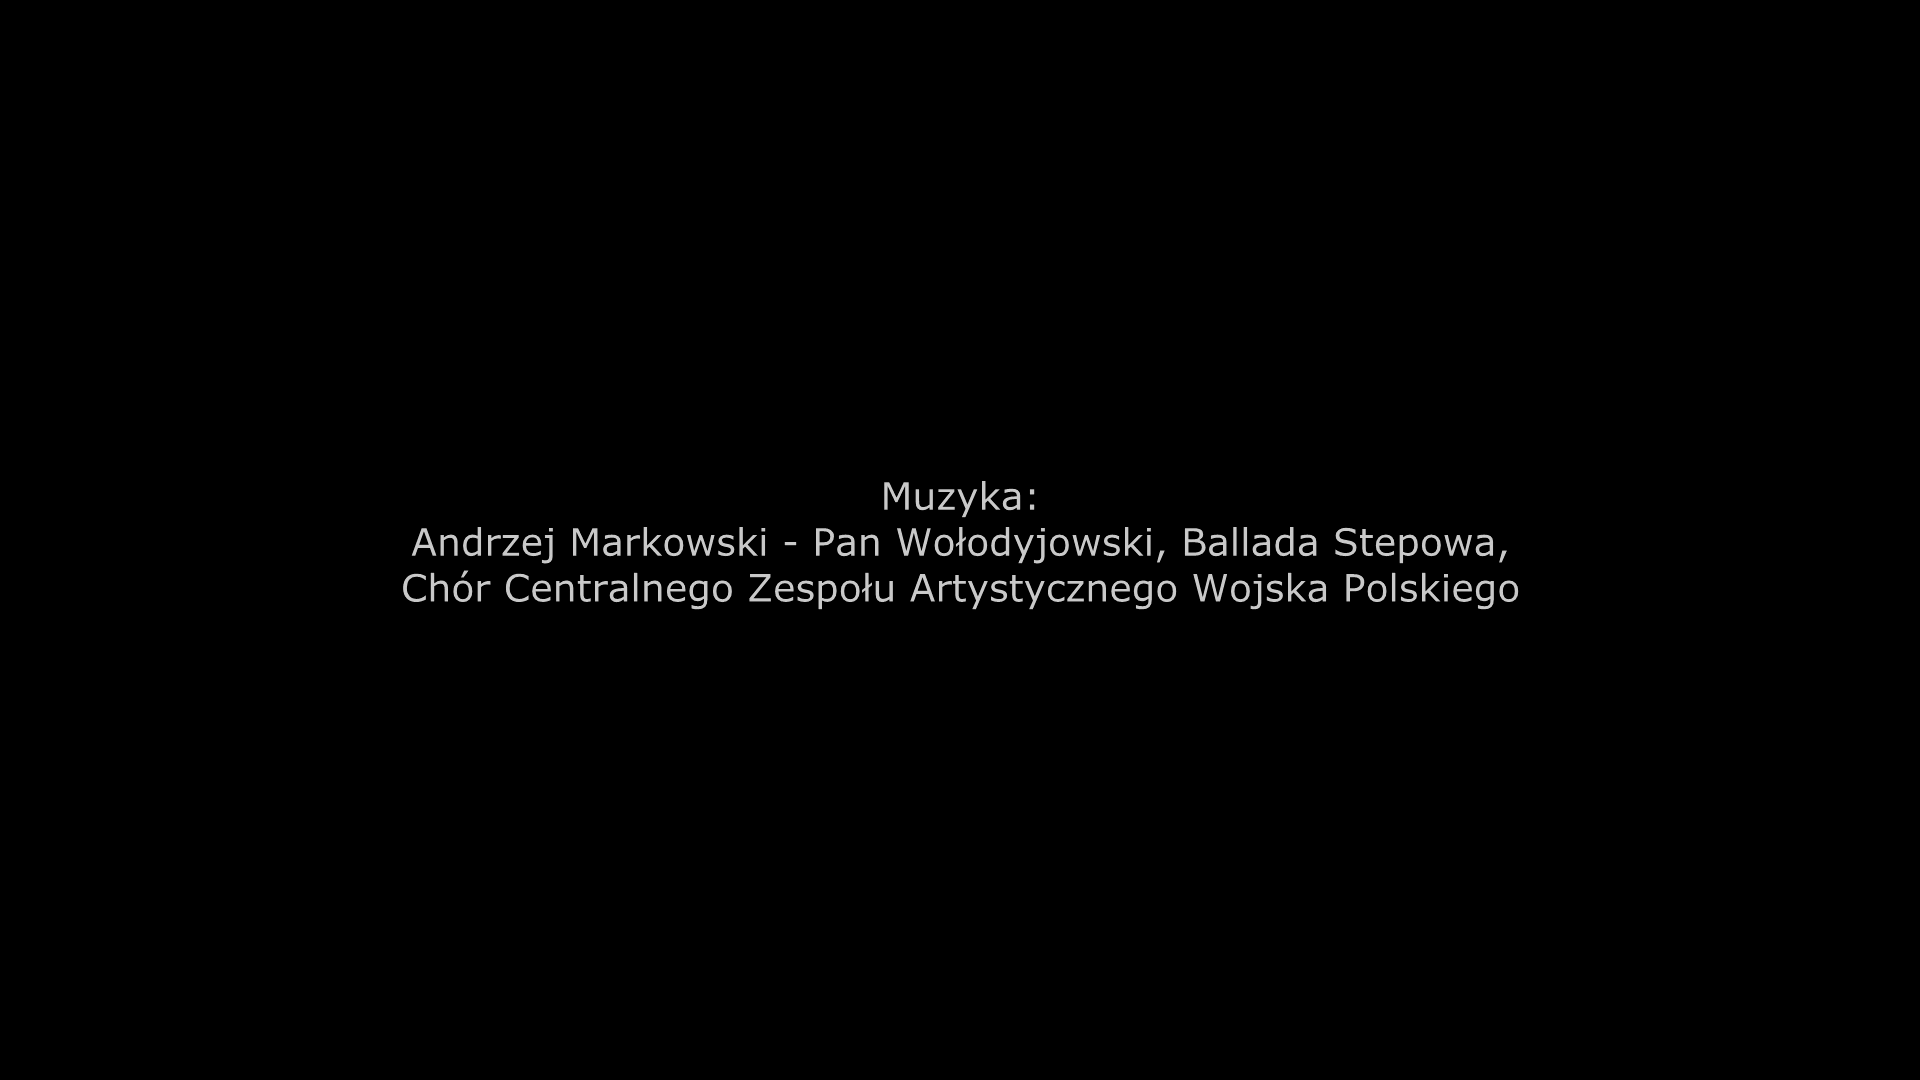 Muzyka:
Andrzej Markowski - Pan Wołodyjowski, Ballada Stepowa,
Chór Centralnego Zespołu Artystycznego Wojska Polskiego